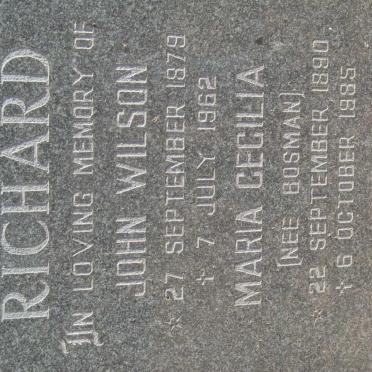 RICHARD
IN LOVING MEMORY OF
JOHN WILSON
* 27 SEPTEMBER 1879
† 7 JULY 1962
MARIA CECILIA
(NEE BOSMAN)
* 22 SEPTEMBER 1890
† 6 OCTOBER 1985